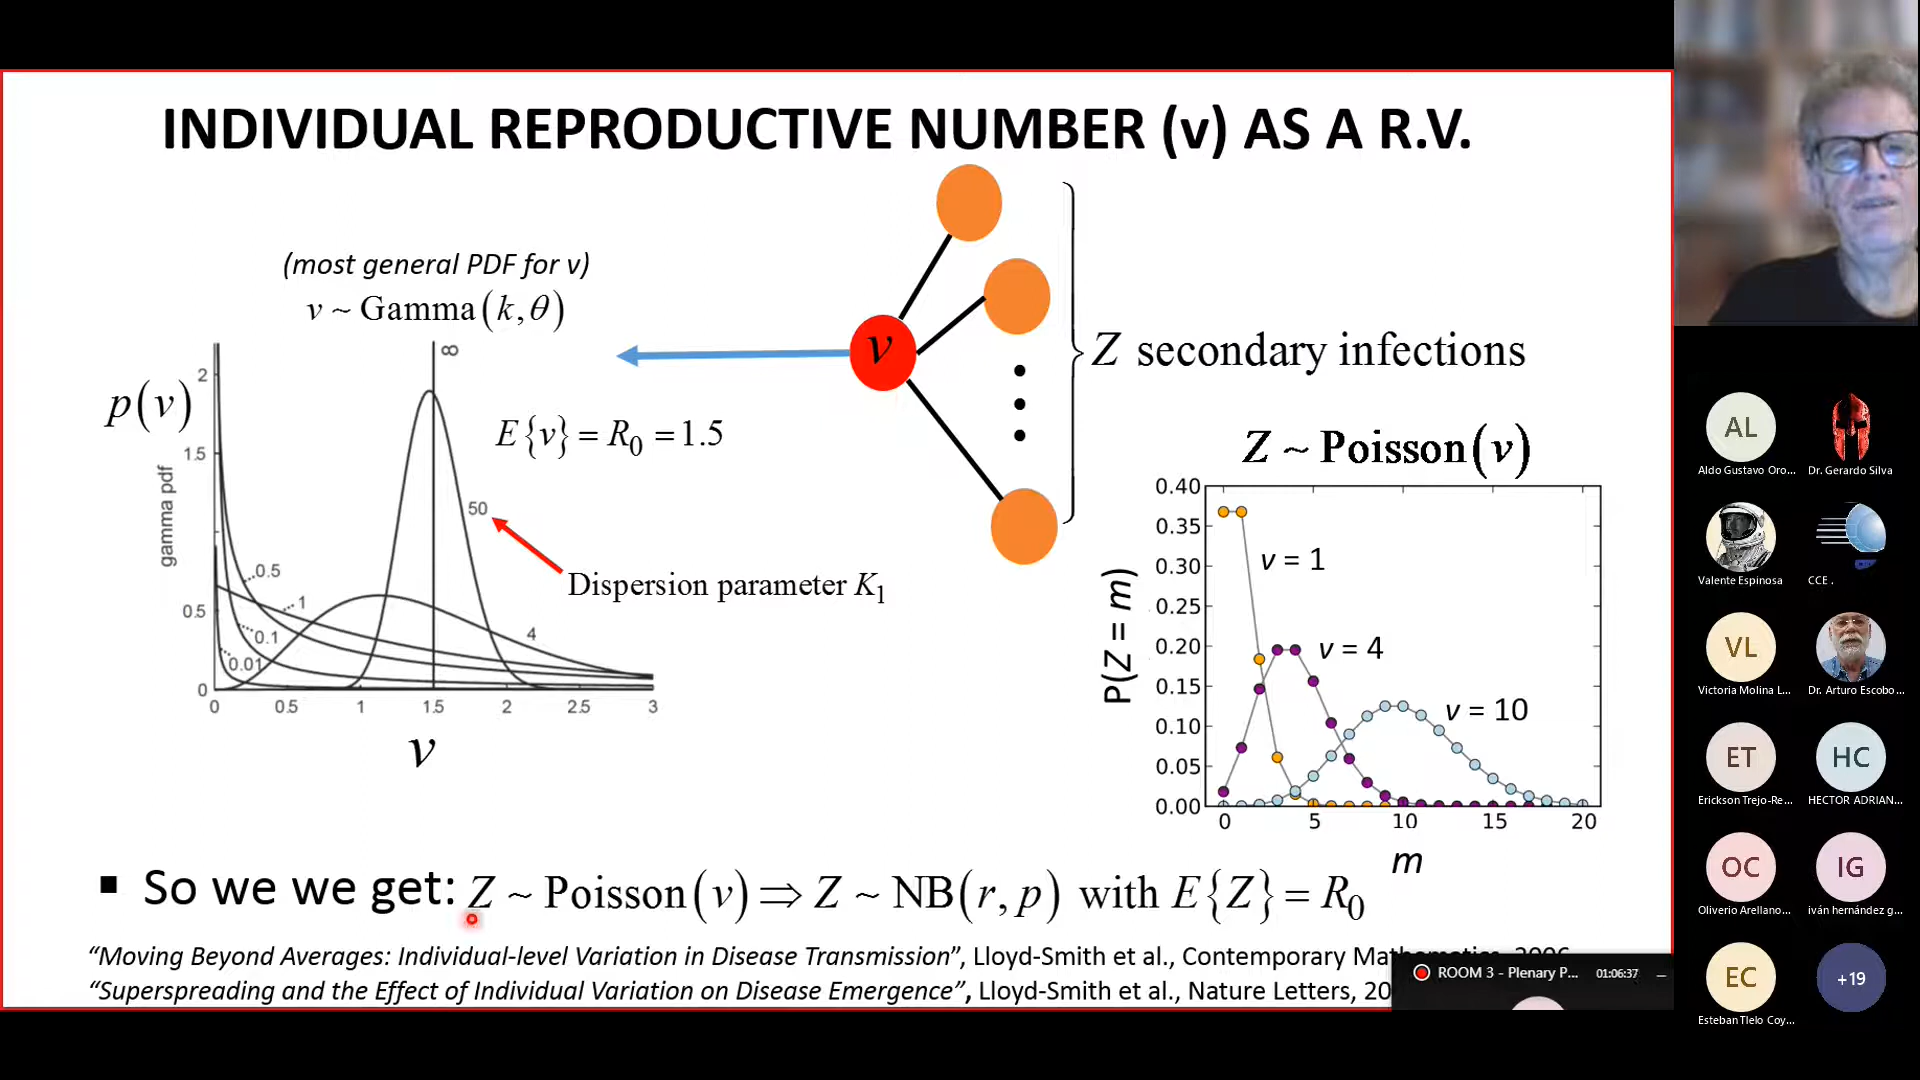 INDIVIDUAL REPRODUCTIVE NUMBER (v) AS A R.V.
(most general PDF for v)
v ~ Gamma(k,θ)
p(v)
gamma pdf
2
1.5
0.5
0
0 0.5 1 1.5 2 2.5 3
∞
50
4
0.5
1
0.1
0.01
v
E{v} = R₀ = 1.5
Dispersion parameter K₁
v
Z secondary infections
Z ~ Poisson(v)
P(Z = m)
0.40
0.35
0.30
0.25
0.20
0.15
0.10
0.05
0.00
0 5 10 15 20
v = 1
v = 4
v = 10
m
▪ So we we get: Z ~ Poisson(v) ⇒ Z ~ NB(r, p) with E{Z} = R₀
“Moving Beyond Averages: Individual-level Variation in Disease Transmission”, Lloyd-Smith et al., Contemporary
“Superspreading and the Effect of Individual Variation on Disease Emergence”, Lloyd-Smith et al., Nature Letters, 20
ROOM 3 - Plenary P... 01:06:37
AL
Aldo Gustavo Oro... Dr. Gerardo Silva
Valente Espinosa CCE .
VL
Victoria Molina L... Dr. Arturo Escobo...
ET HC
Erickson Trejo-Re... HECTOR ADRIAN...
OC IG
Oliverio Arellano... iván hernández g...
EC +19
Esteban Tlelo Coy...